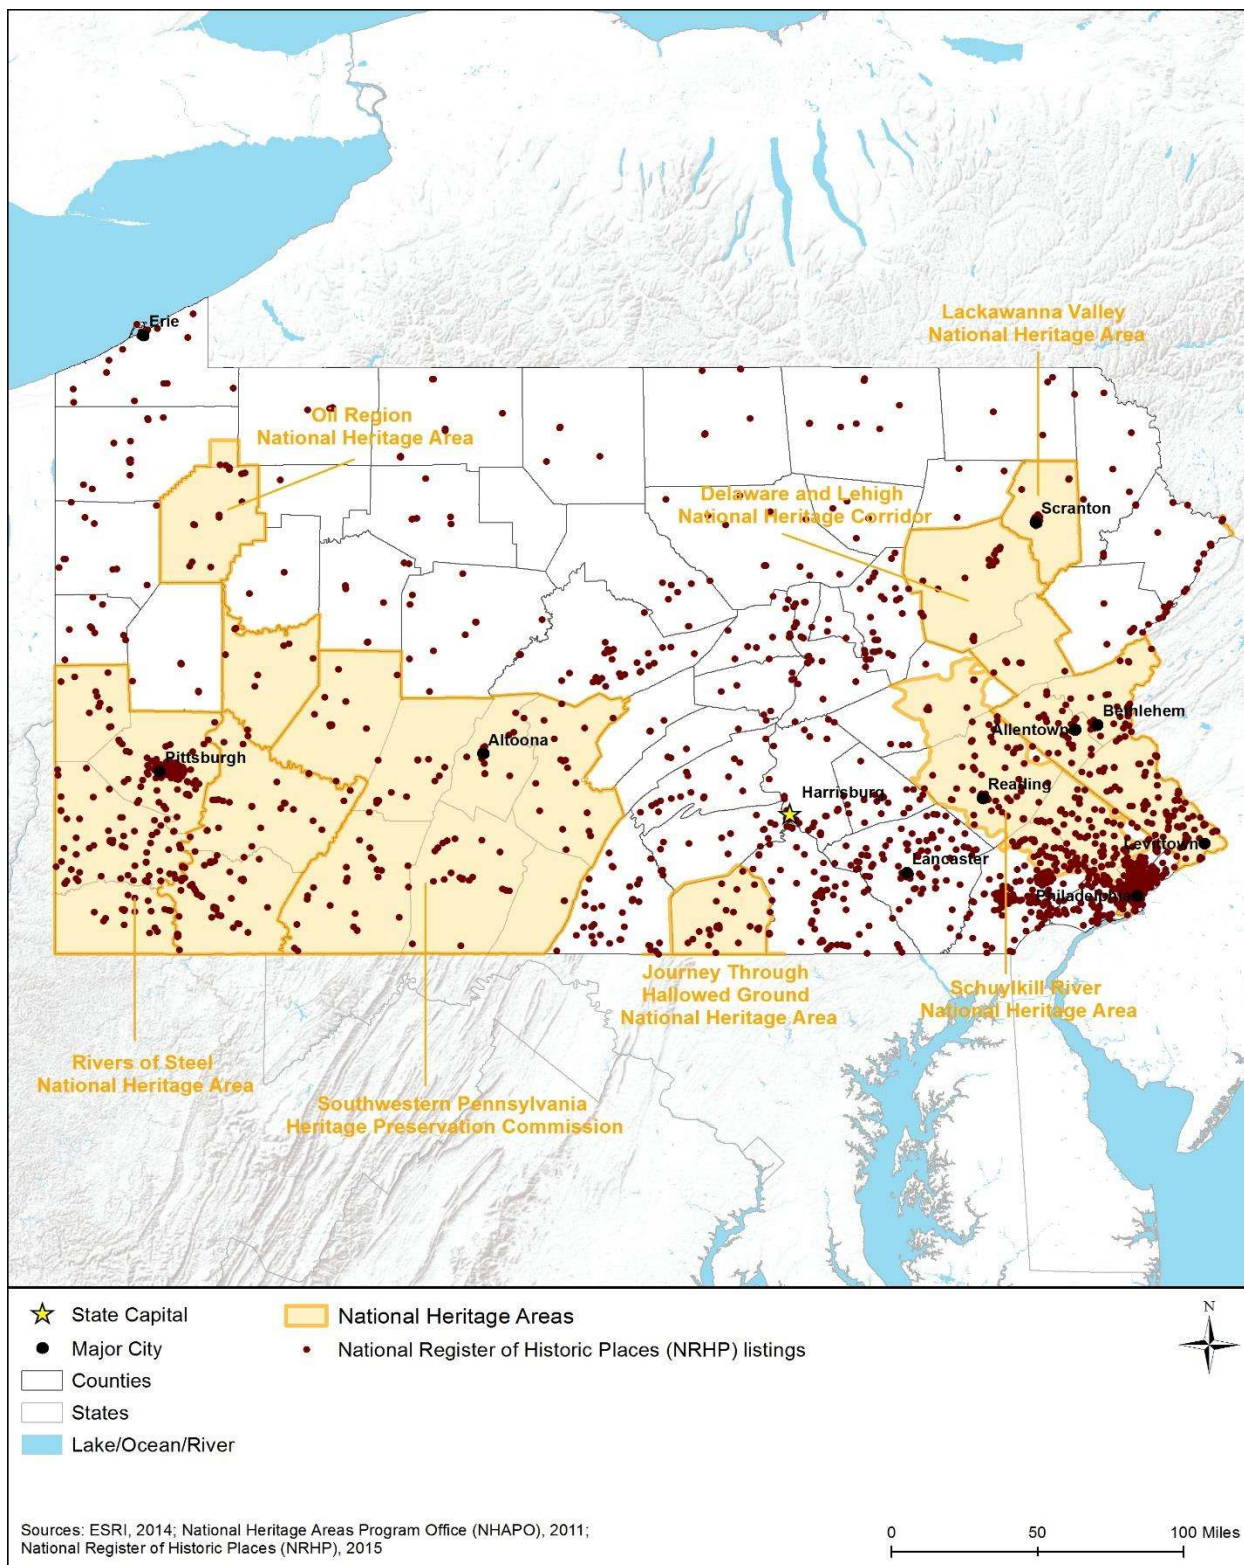 Erie
Lackawanna Valley
National Heritage Area
Oil Region
National Heritage Area
Delaware and Lehigh
National Heritage Corridor
Scranton
Bethlehem
Allentown
Altoona
Pittsburgh
Reading
Harrisburg
Levittown
Lancaster
Philadelphia
Journey Through
Hallowed Ground
National Heritage Area
Schuylkill River
National Heritage Area
Rivers of Steel
National Heritage Area
Southwestern Pennsylvania
Heritage Preservation Commission
State Capital
National Heritage Areas
N
Major City
National Register of Historic Places (NRHP) listings
Counties
States
Lake/Ocean/River
Sources: ESRI, 2014; National Heritage Areas Program Office (NHAPO), 2011;
National Register of Historic Places (NRHP), 2015
0 50 100 Miles